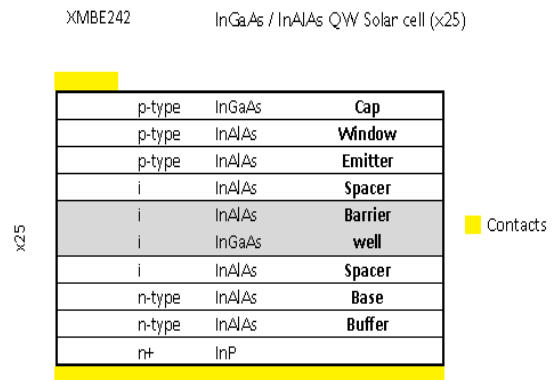 XMBE242 InGaAs / InAlAs QW Solar cell (x25)
p-type InGaAs Cap
p-type InAlAs Window
p-type InAlAs Emitter
i InAlAs Spacer
i InAlAs Barrier
x25
i InGaAs well
Contacts
i InAlAs Spacer
n-type InAlAs Base
n-type InAlAs Buffer
n+ InP